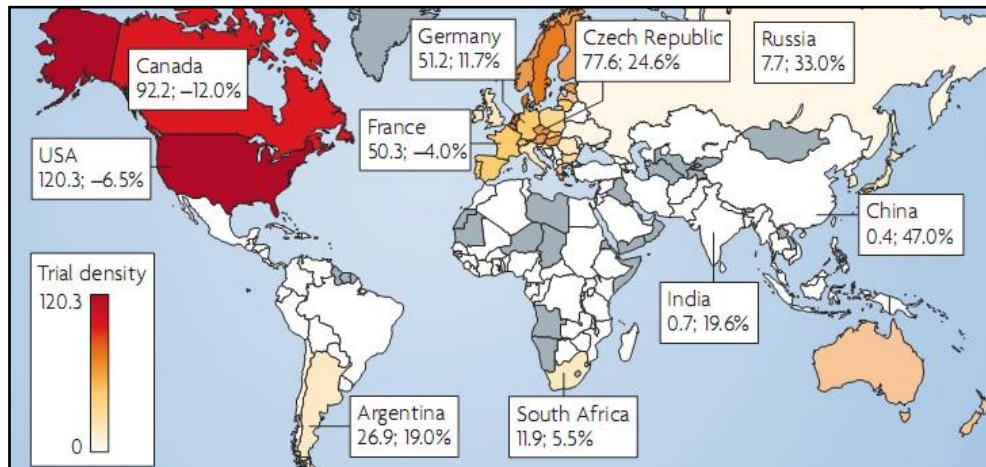 Germany
51.2; 11.7%
Czech Republic
77.6; 24.6%
Russia
7.7; 33.0%
Canada
92.2; –12.0%
France
50.3; –4.0%
USA
120.3; –6.5%
China
0.4; 47.0%
Trial density
120.3
0
India
0.7; 19.6%
Argentina
26.9; 19.0%
South Africa
11.9; 5.5%